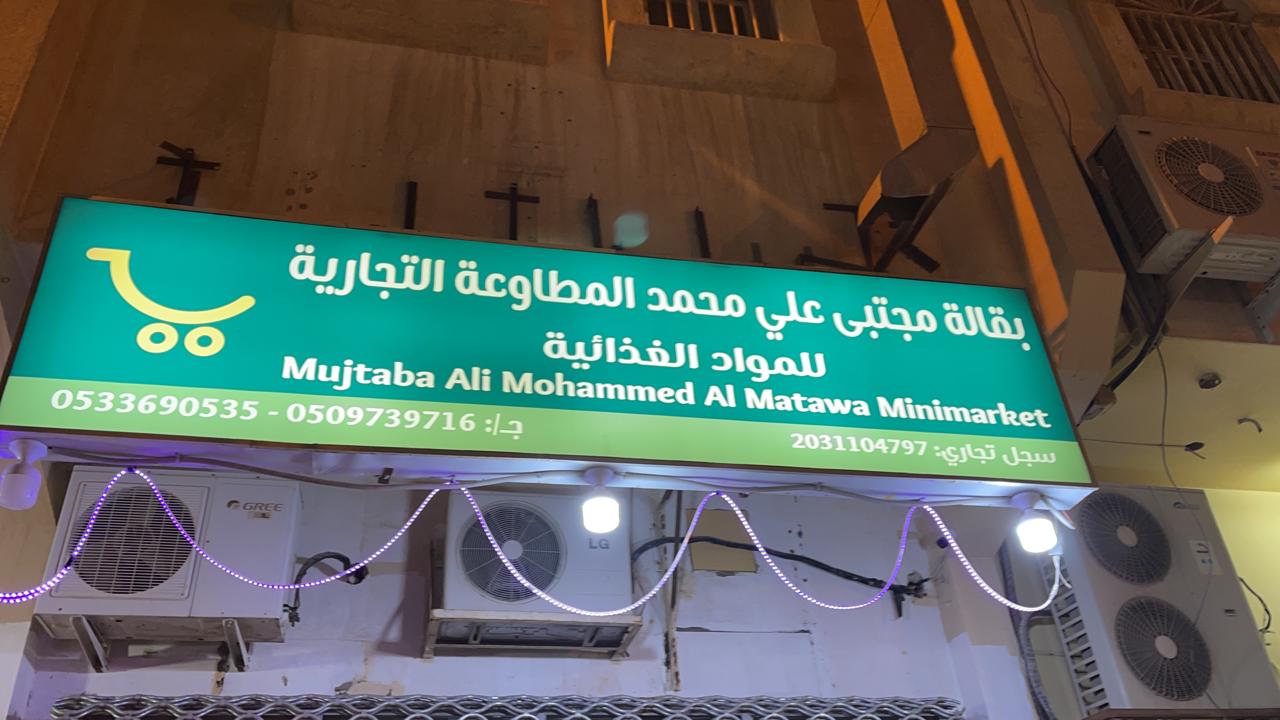 بقالة مجتبى علي محمد المطاوعة التجارية
للمواد الغذائية
Mujtaba Ali Mohammed Al Matawa Minimarket
سجل تجاري: 2031104797
ج/: 0509739716 - 0533690535
GREE
LG